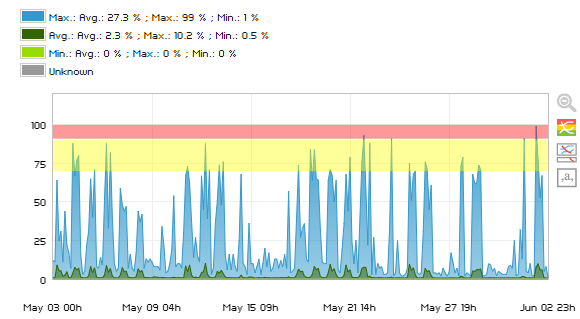 Max.: Avg.: 27.3 % ; Max.: 99 % ; Min.: 1 %
Avg.: Avg.: 2.3 % ; Max.: 10.2 % ; Min.: 0.5 %
Min.: Avg.: 0 % ; Max.: 0 % ; Min.: 0 %
Unknown
100
75
50
25
0
,a,
May 03 00h May 09 04h May 15 09h May 21 14h May 27 19h Jun 02 23h